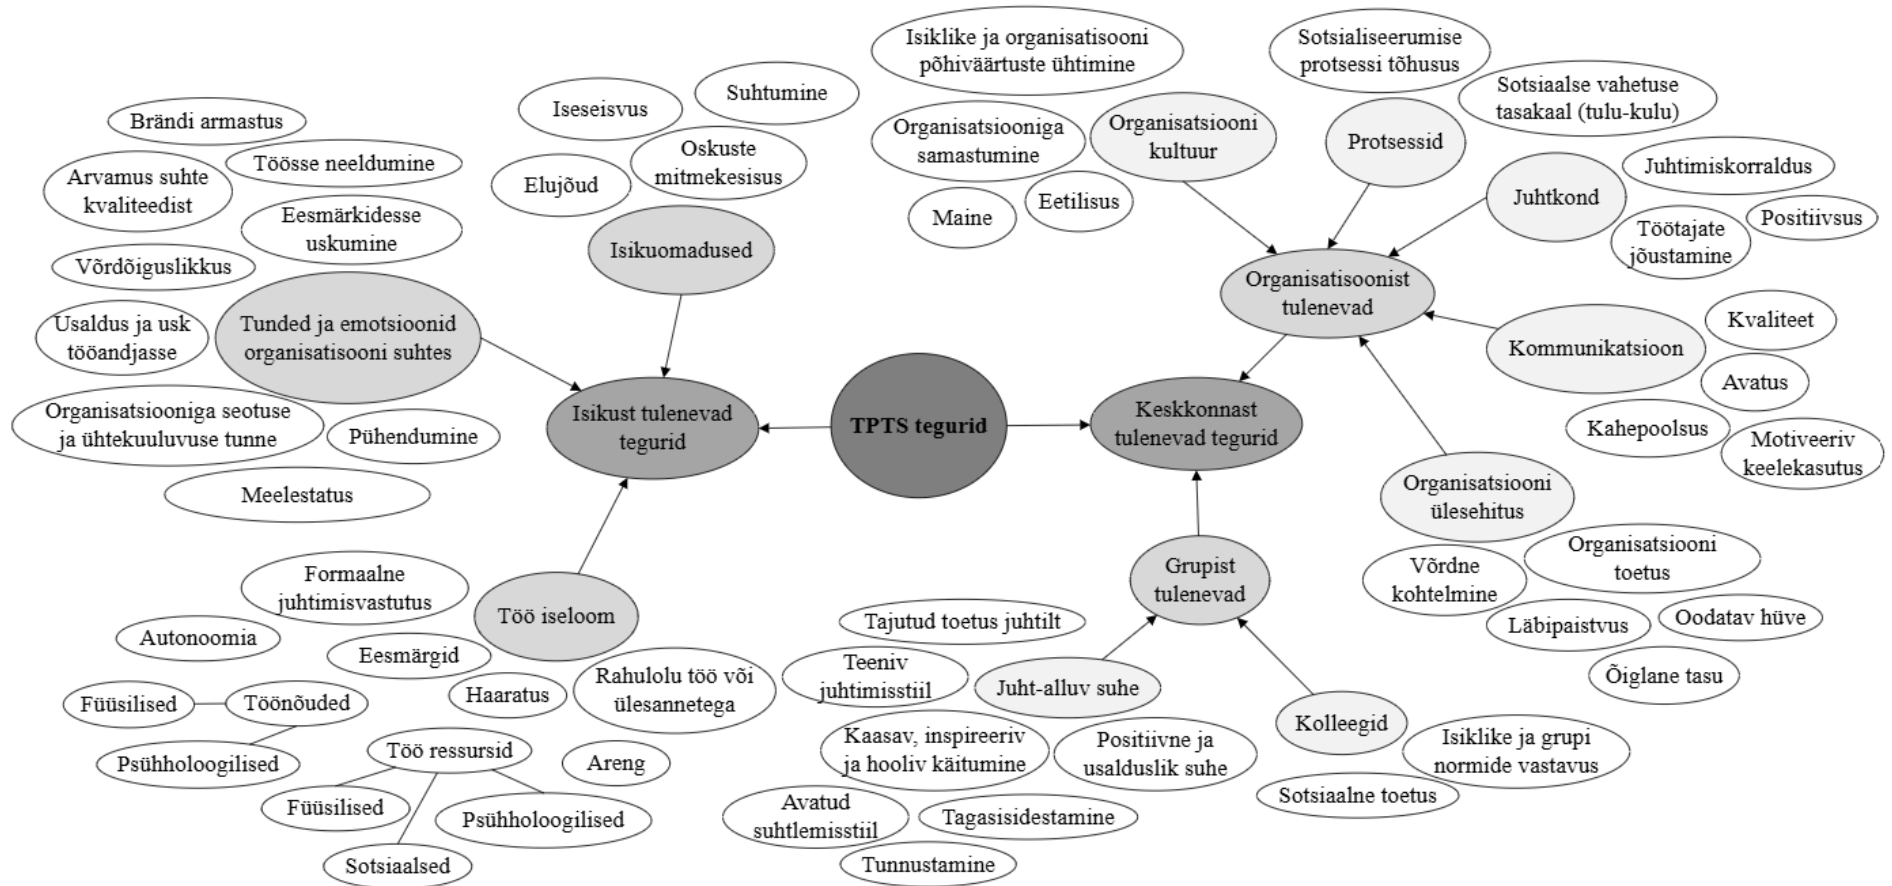 Isiklike ja organisatisooni
põhiväärtuste ühtimine
Sotsialiseerumise
protsessi tõhusus
Iseseisvus
Suhtumine
Sotsiaalse vahetuse
tasakaal (tulu-kulu)
Brändi armastus
Töösse neeldumine
Oskuste
mitmekesisus
Organisatsiooniga
samastumine
Organisatsiooni
kultuur
Protsessid
Arvamus suhte
kvaliteedist
Elujõud
Juhtimiskorraldus
Eesmärkidesse
uskumine
Maine
Eetilisus
Juhtkond
Töötajate
jõustamine
Positiivsus
Võrdõiguslikkus
Isikuomadused
Organisatisoonist
tulenevad
Usaldus ja usk
tööandjasse
Tunded ja emotsioonid
organisatisooni suhtes
Kommunikatsioon
Kvaliteet
Avatus
Organisatsiooniga seotuse
ja ühtekuuluvuse tunne
Pühendumine
Isikust tulenevad
tegurid
TPTS tegurid
Keskkonnast
tulenevad tegurid
Kahepoolsus
Motiveeriv
keelekasutus
Meelestatus
Organisatsiooni
ülesehitus
Formaalne
juhtimisvastutus
Töö iseloom
Grupist
tulenevad
Võrdne
kohtelmine
Organisatsiooni
toetus
Autonoomia
Eesmärgid
Tajutud toetus juhtilt
Läbipaistvus
Oodatav hüve
Füüsilised
Töönõuded
Haaratus
Rahulolu töö või
ülesannetega
Teeniv
juhtimisstiil
Juht-alluv suhe
Õiglane tasu
Psühholoogilised
Töö ressursid
Areng
Kaasav, inspireeriv
ja hooliv käitumine
Positiivne ja
usalduslik suhe
Kolleegid
Isiklike ja grupi
normide vastavus
Füüsilised
Psühholoogilised
Avatud
suhtlemisstiil
Tagasisidestamine
Sotsiaalne toetus
Sotsiaalsed
Tunnustamine